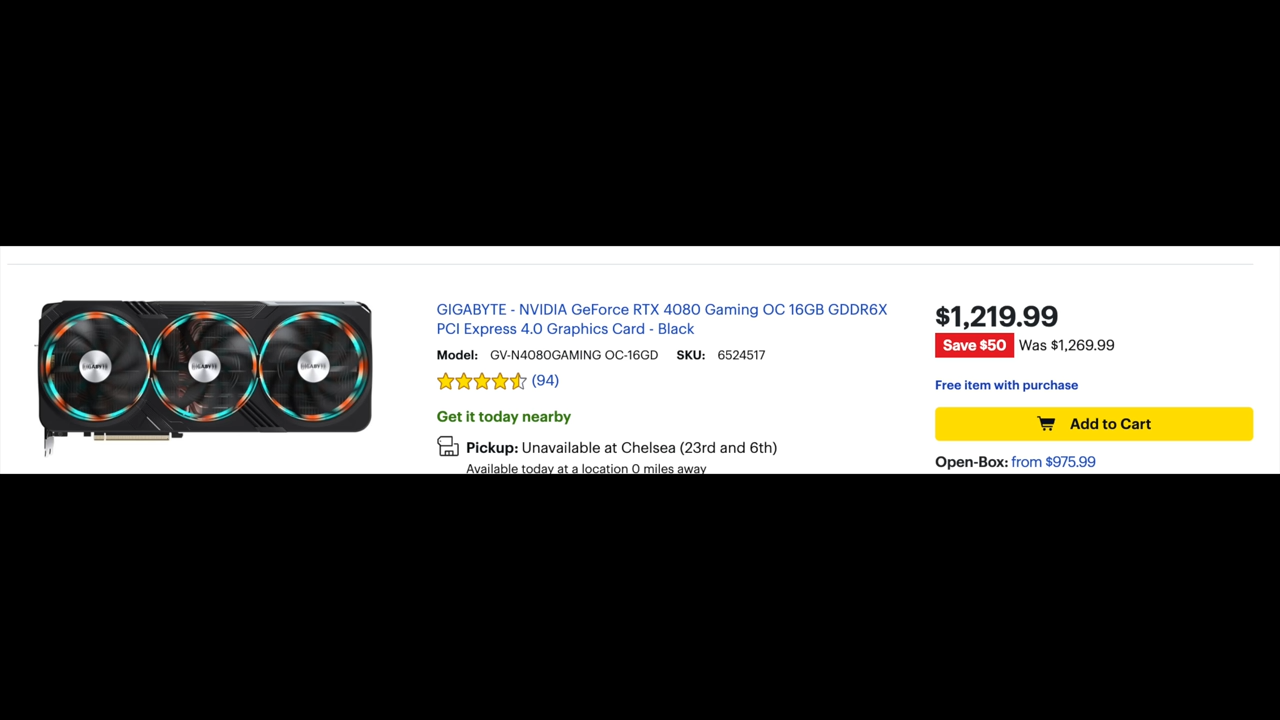 GIGABYTE - NVIDIA GeForce RTX 4080 Gaming OC 16GB GDDR6X
PCI Express 4.0 Graphics Card - Black
Model: GV-N4080GAMING OC-16GD SKU: 6524517
(94)
Get it today nearby
Pickup: Unavailable at Chelsea (23rd and 6th)
Available today at a location 0 miles away
$1,219.99
Save $50 Was $1,269.99
Free item with purchase
Add to Cart
Open-Box: from $975.99
GIGABYTE
GIGABYTE
GIGABYTE